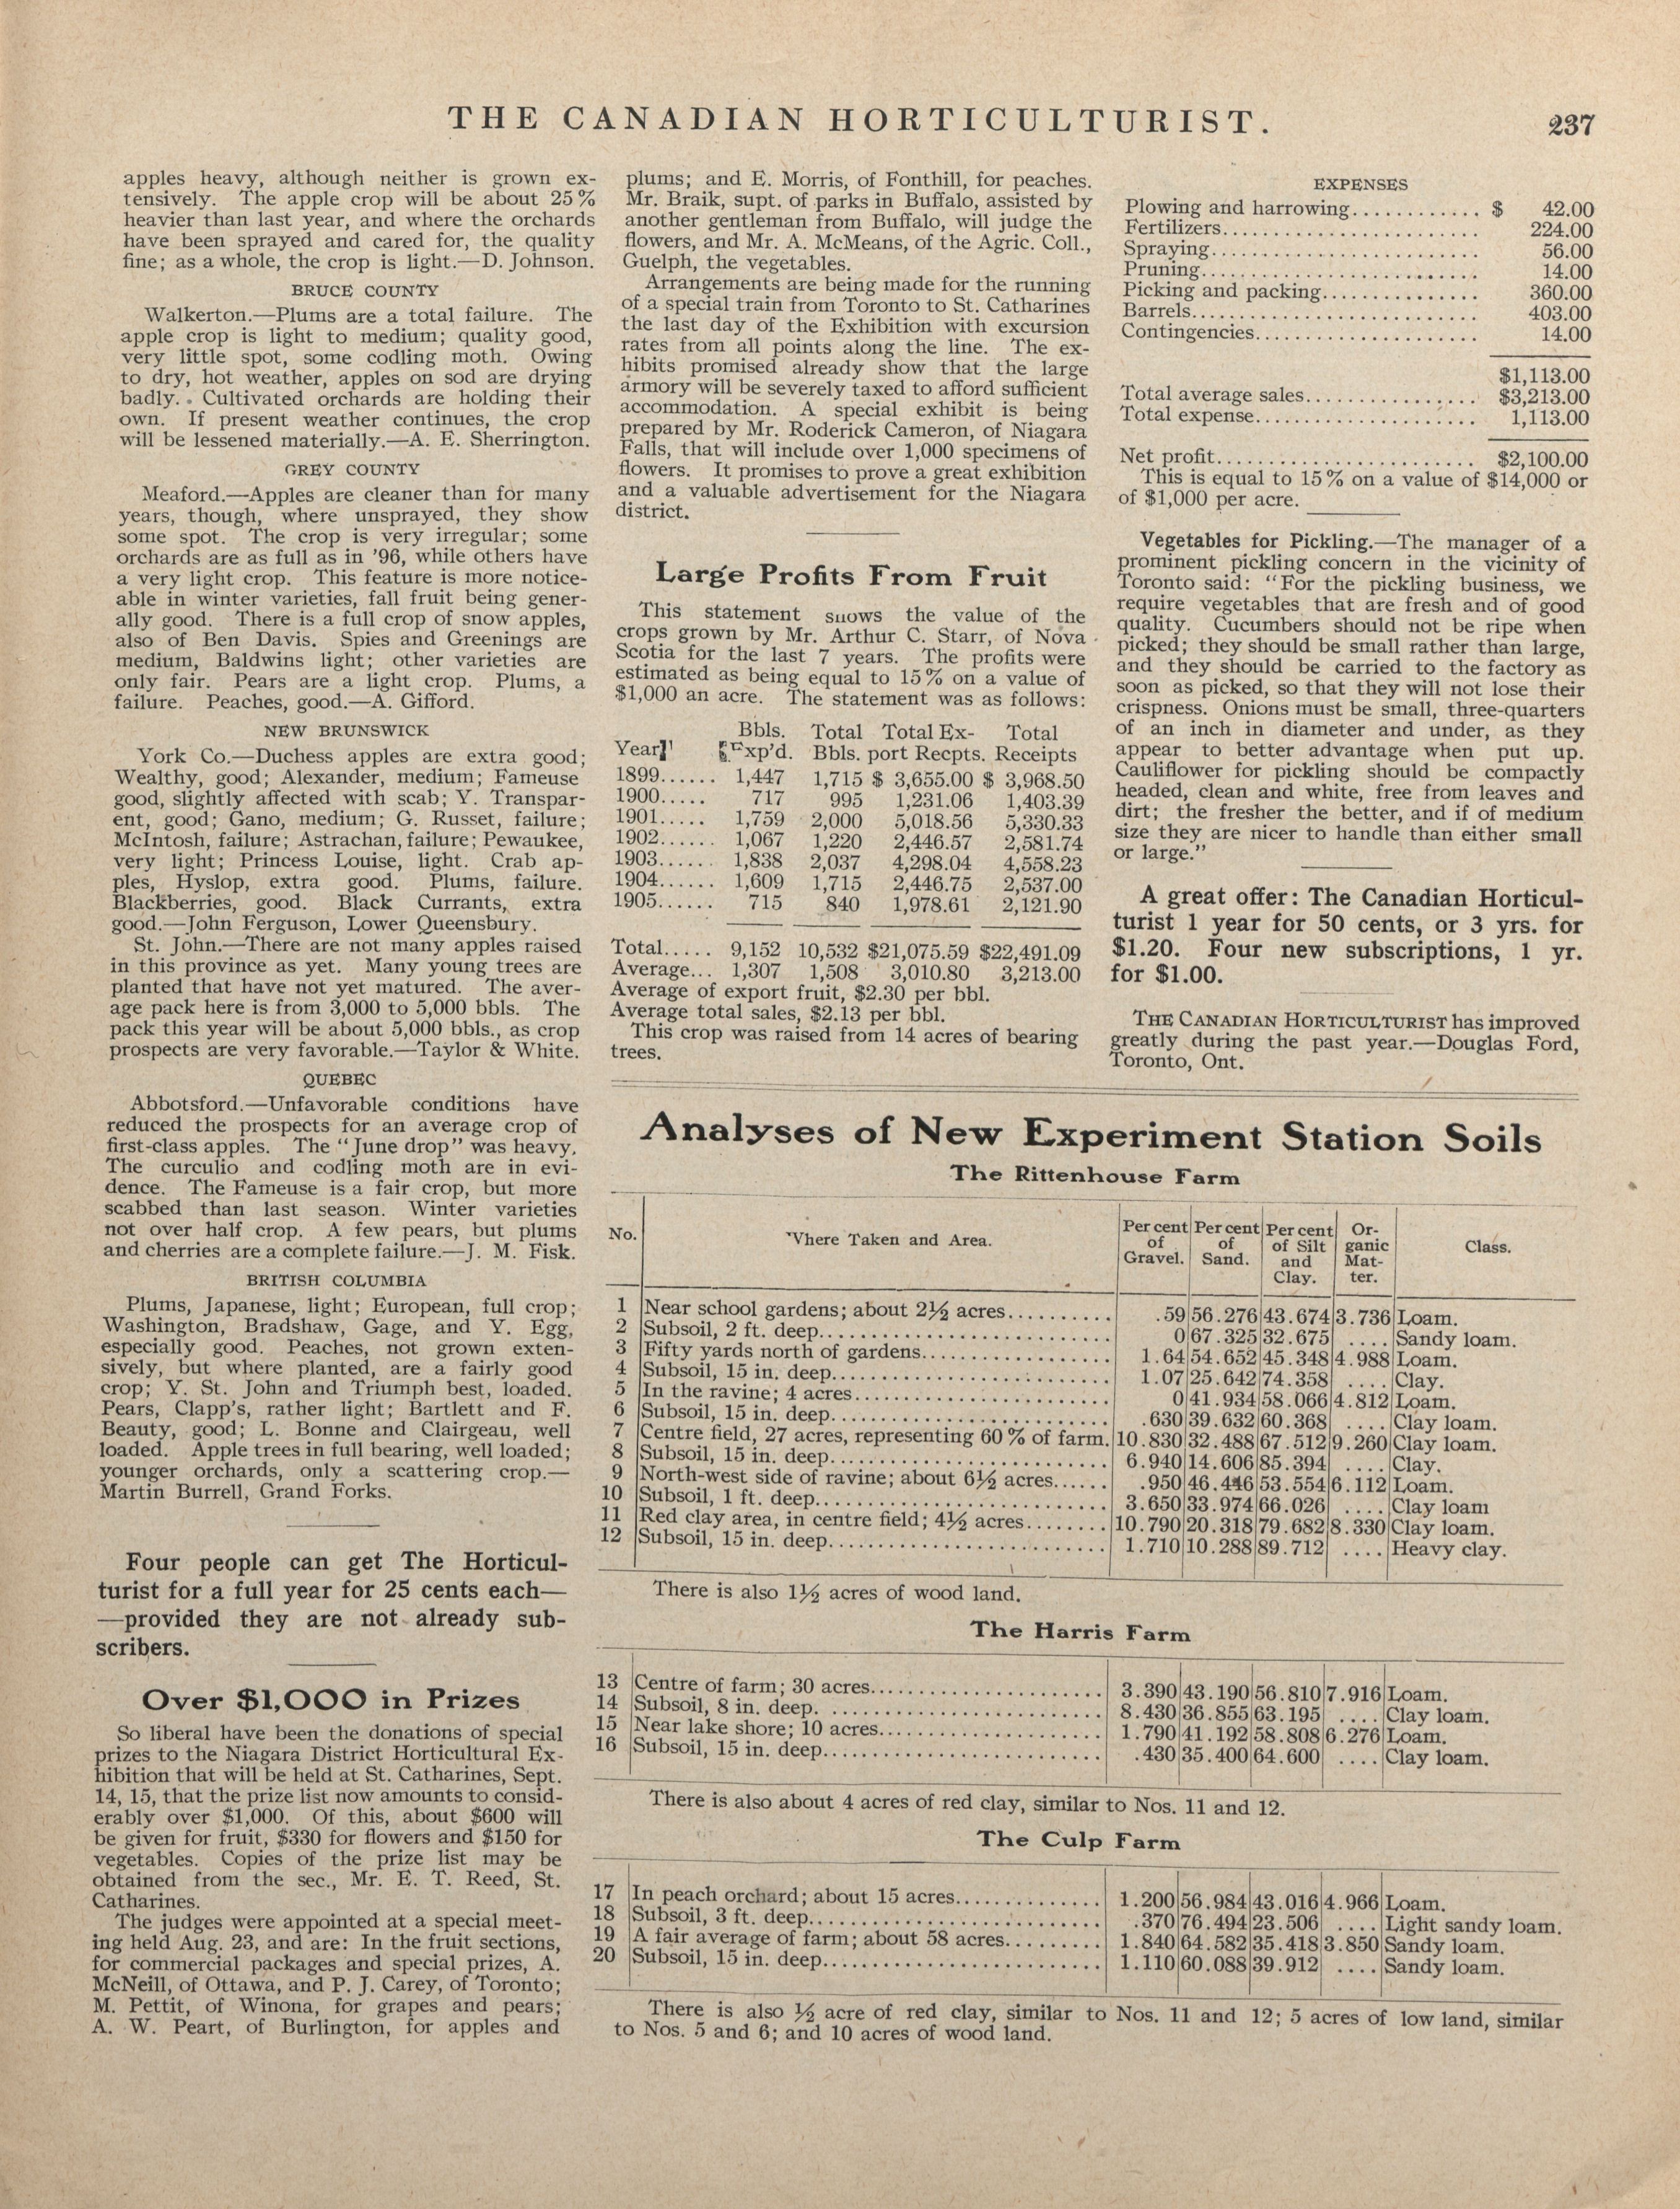 THE CANADIAN HORTICULTURIST.
237
apples heavy, although neither is grown ex-
tensively. The apple crop will be about 25%
heavier than last year, and where the orchards
have been sprayed and cared for, the quality
fine; as a whole, the crop is light.—D. Johnson.
BRUCE COUNTY
Walkerton.—Plums are a total failure. The
apple crop is light to medium; quality good,
very little spot, some codling moth. Owing
to dry, hot weather, apples on sod are drying
badly. Cultivated orchards are holding their
own. If present weather continues, the crop
will be lessened materially.—A. E. Sherrington.
GREY COUNTY
Meaford.—Apples are cleaner than for many
years, though, where unsprayed, they show
some spot. The crop is very irregular; some
orchards are as full as in '96, while others have
a very light crop. This feature is more notice-
able in winter varieties, fall fruit being gener-
ally good. There is a full crop of snow apples,
also of Ben Davis. Spies and Greenings are
medium, Baldwins light; other varieties are
only fair. Pears are a light crop. Plums, a
failure. Peaches, good.—A. Gifford.
NEW BRUNSWICK
York Co.—Duchess apples are extra good;
Wealthy, good; Alexander, medium; Fameuse
good, slightly affected with scab; Y. Transpar-
ent, good; Gano, medium; G. Russet, failure;
McIntosh, failure; Astrachan, failure; Pewaukee,
very light; Princess Louise, light. Crab ap-
ples, Hyslop, extra good. Plums, failure.
Blackberries, good. Black Currants, extra
good.—John Ferguson, Lower Queensbury.
St. John.—There are not many apples raised
in this province as yet. Many young trees are
planted that have not yet matured. The aver-
age pack here is from 3,000 to 5,000 bbls. The
pack this year will be about 5,000 bbls., as crop
prospects are very favorable.—Taylor & White.
QUEBEC
Abbotsford.—Unfavorable conditions have
reduced the prospects for an average crop of
first-class apples. The "June drop" was heavy.
The curculio and codling moth are in evi-
dence. The Fameuse is a fair crop, but more
scabbed than last season. Winter varieties
not over half crop. A few pears, but plums
and cherries are a complete failure.—J. M. Fisk.
BRITISH COLUMBIA
Plums, Japanese, light; European, full crop;
Washington, Bradshaw, Gage, and Y. Egg,
especially good. Peaches, not grown exten-
sively, but where planted, are a fairly good
crop; Y. St. John and Triumph best, loaded.
Pears, Clapp's, rather light; Bartlett and F.
Beauty, good; L. Bonne and Clairgeau, well
loaded. Apple trees in full bearing, well loaded;
younger orchards, only a scattering crop.—
Martin Burrell, Grand Forks.
Four people can get The Horticul-
turist for a full year for 25 cents each—
—provided they are not already sub-
scribers.
Over $1,000 in Prizes
So liberal have been the donations of special
prizes to the Niagara District Horticultural Ex-
hibition that will be held at St. Catharines, Sept.
14, 15, that the prize list now amounts to consid-
erably over $1,000. Of this, about $600 will
be given for fruit, $330 for flowers and $150 for
vegetables. Copies of the prize list may be
obtained from the sec., Mr. E. T. Reed, St.
Catharines.
The judges were appointed at a special meet-
ing held Aug. 23, and are: In the fruit sections,
for commercial packages and special prizes, A.
McNeill, of Ottawa, and P. J. Carey, of Toronto;
M. Pettit, of Winona, for grapes and pears;
A. W. Peart, of Burlington, for apples and
plums; and E. Morris, of Fonthill, for peaches.
Mr. Braik, supt. of parks in Buffalo, assisted by
another gentleman from Buffalo, will judge the
flowers, and Mr. A. McMeans, of the Agric. Coll.,
Guelph, the vegetables.
Arrangements are being made for the running
of a special train from Toronto to St. Catharines
the last day of the Exhibition with excursion
rates from all points along the line. The ex-
hibits promised already show that the large
armory will be severely taxed to afford sufficient
accommodation. A special exhibit is being
prepared by Mr. Roderick Cameron, of Niagara
Falls, that will include over 1,000 specimens of
flowers. It promises to prove a great exhibition
and a valuable advertisement for the Niagara
district.
Large Profits From Fruit
This statement shows the value of the
crops grown by Mr. Arthur C. Starr, of Nova
Scotia for the last 7 years. The profits were
estimated as being equal to 15% on a value of
$1,000 an acre. The statement was as follows:
Bbls. Total Total Ex- Total
Year Exp'd. Bbls. port Recpts. Receipts
1899...... 1,447 1,715 $ 3,655.00 $ 3,968.50
1900..... 717 995 1,231.06 1,403.39
1901..... 1,759 2,000 5,018.56 5,330.33
1902...... 1,067 1,220 2,446.57 2,581.74
1903...... 1,838 2,037 4,298.04 4,558.23
1904...... 1,609 1,715 2,446.75 2,537.00
1905...... 715 840 1,978.61 2,121.90
Total..... 9,152 10,532 $21,075.59 $22,491.09
Average... 1,307 1,508 3,010.80 3,213.00
Average of export fruit, $2.30 per bbl.
Average total sales, $2.13 per bbl.
This crop was raised from 14 acres of bearing
trees.
EXPENSES
Plowing and harrowing............ $ 42.00
Fertilizers........................ 224.00
Spraying......................... 56.00
Pruning.......................... 14.00
Picking and packing............... 360.00
Barrels........................... 403.00
Contingencies..................... 14.00
$1,113.00
Total average sales................ $3,213.00
Total expense..................... 1,113.00
Net profit......................... $2,100.00
This is equal to 15% on a value of $14,000 or
of $1,000 per acre.
Vegetables for Pickling.—The manager of a
prominent pickling concern in the vicinity of
Toronto said: "For the pickling business, we
require vegetables that are fresh and of good
quality. Cucumbers should not be ripe when
picked; they should be small rather than large,
and they should be carried to the factory as
soon as picked, so that they will not lose their
crispness. Onions must be small, three-quarters
of an inch in diameter and under, as they
appear to better advantage when put up.
Cauliflower for pickling should be compactly
headed, clean and white, free from leaves and
dirt; the fresher the better, and if of medium
size they are nicer to handle than either small
or large."
A great offer: The Canadian Horticul-
turist 1 year for 50 cents, or 3 yrs. for
$1.20. Four new subscriptions, 1 yr.
for $1.00.
THE CANADIAN HORTICULTURIST has improved
greatly during the past year.—Douglas Ford,
Toronto, Ont.
Analyses of New Experiment Station Soils
The Rittenhouse Farm
No. Where Taken and Area. Per cent of Gravel. Per cent of Sand. Per cent of Silt and Clay. Or-ganic Mat-ter. Class.
1 Near school gardens; about 2½ acres.......... .59 56.276 43.674 3.736 Loam.
2 Subsoil, 2 ft. deep............................ 0 67.325 32.675 .... Sandy loam.
3 Fifty yards north of gardens.................. 1.64 54.652 45.348 4.988 Loam.
4 Subsoil, 15 in. deep.......................... 1.07 25.642 74.358 .... Clay.
5 In the ravine; 4 acres........................ 0 41.934 58.066 4.812 Loam.
6 Subsoil, 15 in. deep.......................... .630 39.632 60.368 .... Clay loam.
7 Centre field, 27 acres, representing 60% of farm. 10.830 32.488 67.512 9.260 Clay loam.
8 Subsoil, 15 in. deep.......................... 6.940 14.606 85.394 .... Clay.
9 North-west side of ravine; about 6½ acres...... .950 46.446 53.554 6.112 Loam.
10 Subsoil, 1 ft. deep............................ 3.650 33.974 66.026 .... Clay loam
11 Red clay area, in centre field; 4½ acres........ 10.790 20.318 79.682 8.330 Clay loam.
12 Subsoil, 15 in. deep.......................... 1.710 10.288 89.712 .... Heavy clay.
There is also 1½ acres of wood land.
The Harris Farm
13 Centre of farm; 30 acres...................... 3.390 43.190 56.810 7.916 Loam.
14 Subsoil, 8 in. deep. .......................... 8.430 36.855 63.195 .... Clay loam.
15 Near lake shore; 10 acres..................... 1.790 41.192 58.808 6.276 Loam.
16 Subsoil, 15 in. deep.......................... .430 35.400 64.600 .... Clay loam.
There is also about 4 acres of red clay, similar to Nos. 11 and 12.
The Culp Farm
17 In peach orchard; about 15 acres.............. 1.200 56.984 43.016 4.966 Loam.
18 Subsoil, 3 ft. deep............................ .370 76.494 23.506 .... Light sandy loam.
19 A fair average of farm; about 58 acres......... 1.840 64.582 35.418 3.850 Sandy loam.
20 Subsoil, 15 in. deep.......................... 1.110 60.088 39.912 .... Sandy loam.
There is also ½ acre of red clay, similar to Nos. 11 and 12; 5 acres of low land, similar
to Nos. 5 and 6; and 10 acres of wood land.